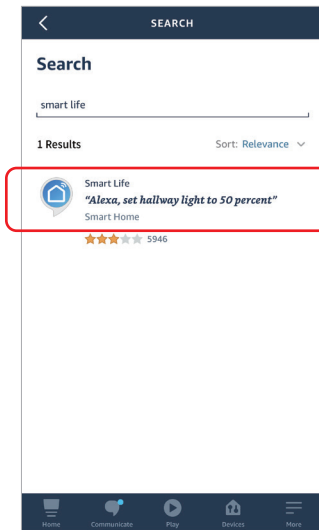 SEARCH
Search
smart life
1 Results Sort: Relevance
Smart Life
“Alexa, set hallway light to 50 percent”
Smart Home
5946
Home Communicate Play Devices More